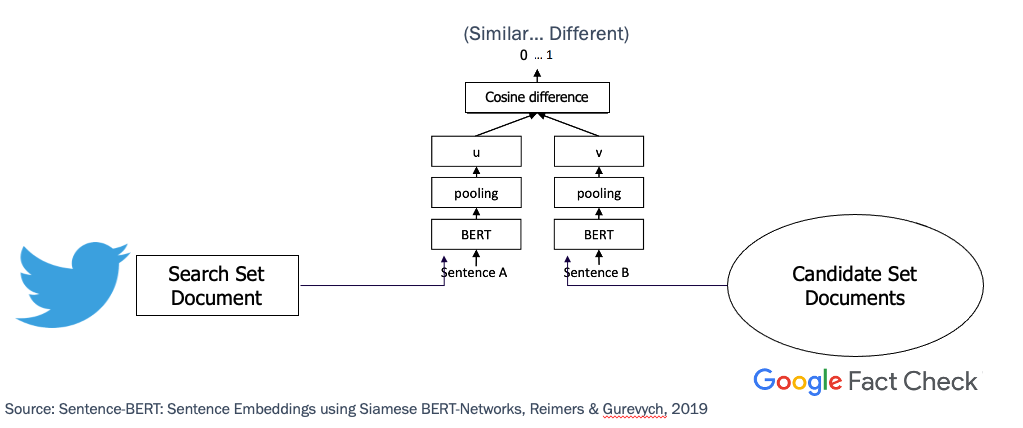 (Similar... Different)
0 ... 1
Cosine difference
u
v
pooling
pooling
BERT
BERT
Sentence A
Sentence B
Search Set
Document
Candidate Set
Documents
Google Fact Check
Source: Sentence-BERT: Sentence Embeddings using Siamese BERT-Networks, Reimers & Gurevych, 2019